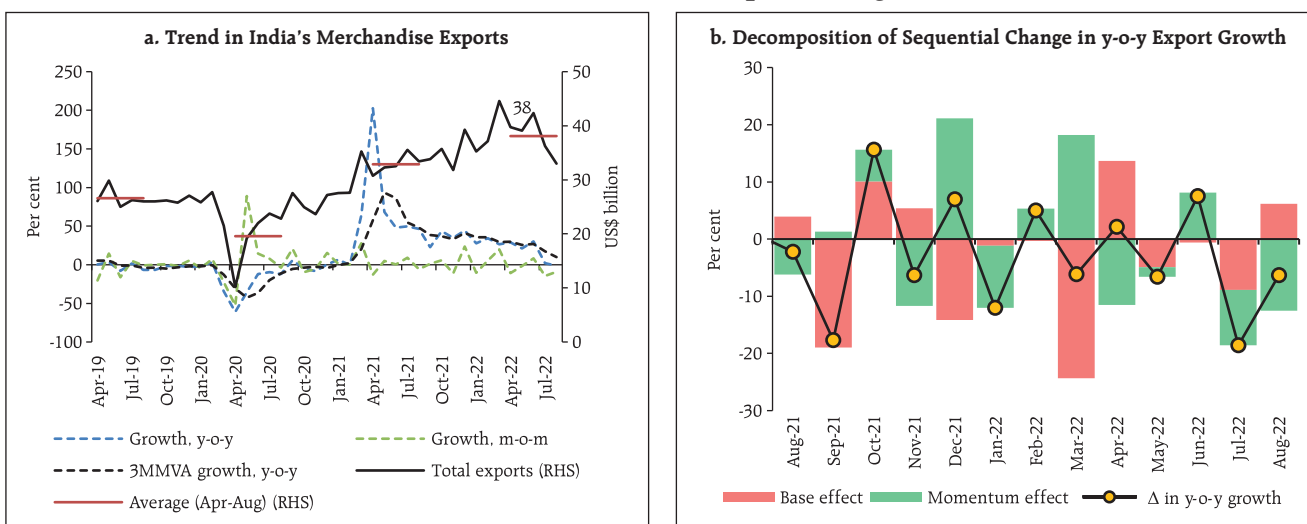 a. Trend in India's Merchandise Exports
250
200
150
100
50
0
-50
-100
Per cent
50
40
30
20
10
0
US$ billion
38
Apr-19
Jul-19
Oct-19
Jan-20
Apr-20
Jul-20
Oct-20
Jan-21
Apr-21
Jul-21
Oct-21
Jan-22
Apr-22
Jul-22
Growth, y-o-y
Growth, m-o-m
3MMVA growth, y-o-y
Total exports (RHS)
Average (Apr-Aug) (RHS)
b. Decomposition of Sequential Change in y-o-y Export Growth
30
20
10
0
-10
-20
-30
Per cent
Aug-21
Sep-21
Oct-21
Nov-21
Dec-21
Jan-22
Feb-22
Mar-22
Apr-22
May-22
Jun-22
Jul-22
Aug-22
Base effect
Momentum effect
Δ in y-o-y growth